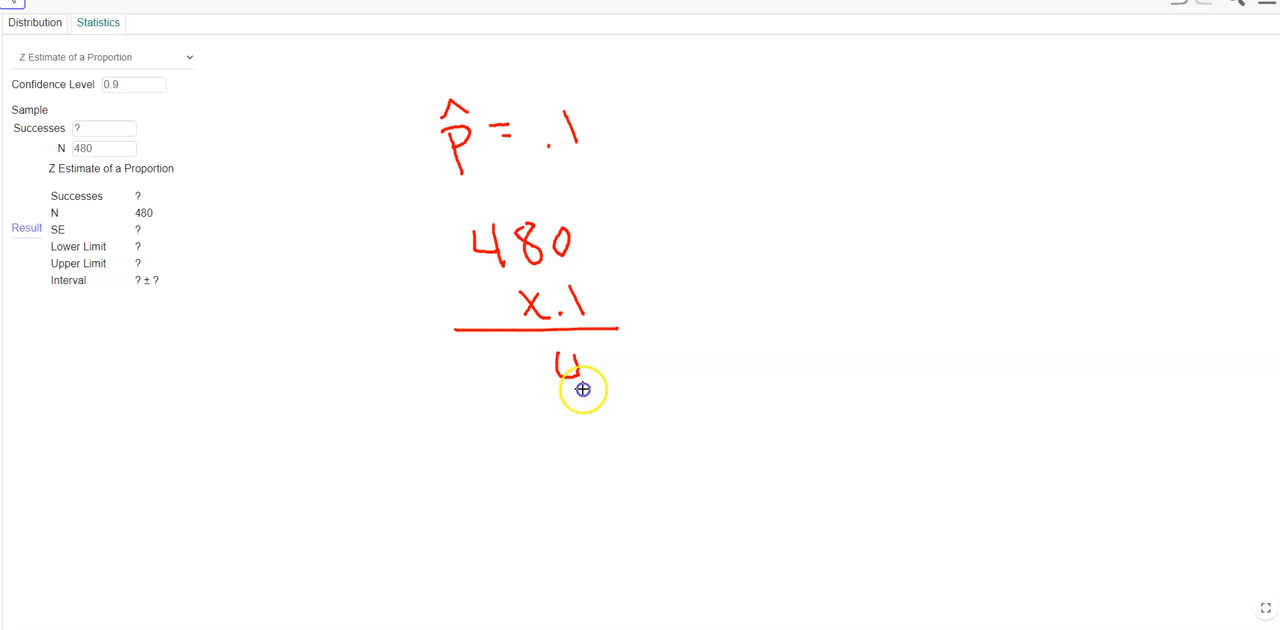 Distribution Statistics
Z Estimate of a Proportion
Confidence Level 0.9
Sample
Successes ?
N 480
Z Estimate of a Proportion
Successes ?
N 480
Result SE ?
Lower Limit ?
Upper Limit ?
Interval ? ± ?
p̂ = .1
480
x.1
4